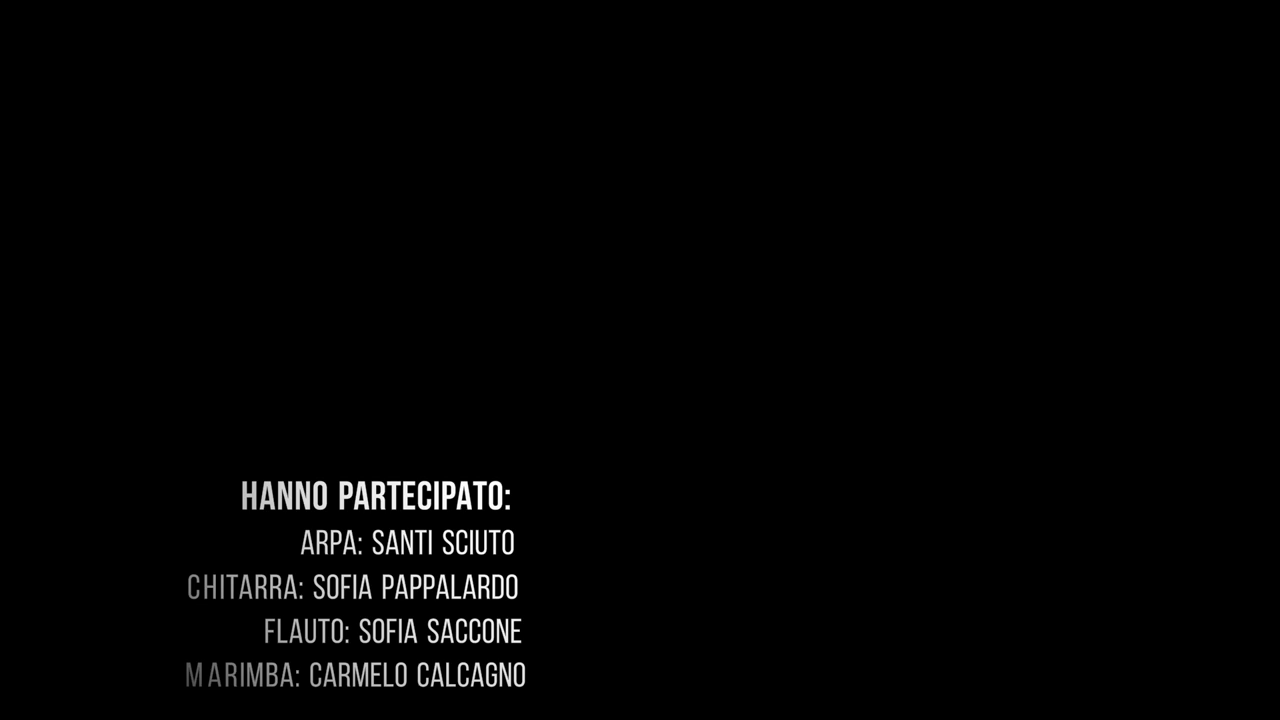 HANNO PARTECIPATO:
ARPA: SANTI SCIUTO
CHITARRA: SOFIA PAPPALARDO
FLAUTO: SOFIA SACCONE
MARIMBA: CARMELO CALCAGNO